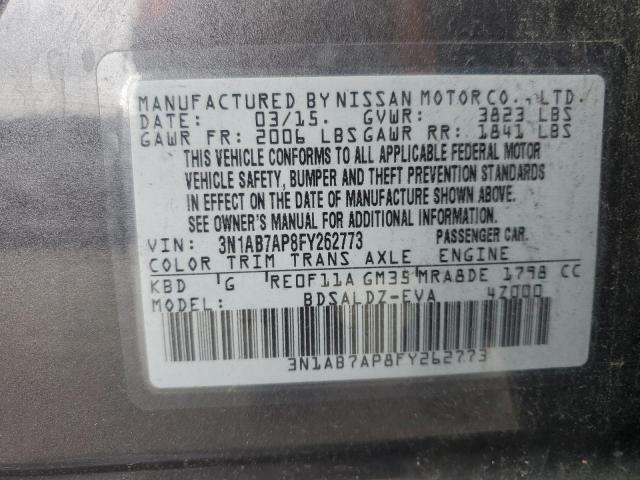 MANUFACTURED BY NISSAN MOTOR CO., LTD.
DATE: 03/15. GVWR: 3823 LBS
GAWR FR: 2006 LBS GAWR RR: 1841 LBS
THIS VEHICLE CONFORMS TO ALL APPLICABLE FEDERAL MOTOR
VEHICLE SAFETY, BUMPER AND THEFT PREVENTION STANDARDS
IN EFFECT ON THE DATE OF MANUFACTURE SHOWN ABOVE.
SEE OWNER'S MANUAL FOR ADDITIONAL INFORMATION.
VIN: 3N1AB7AP8FY262773 PASSENGER CAR.
COLOR TRIM TRANS AXLE ENGINE
KBD G RE0F11A GM35 MRA8DE 1798 CC
MODEL: BDSALDZ-EVA 4Z000
3N1AB7AP8FY262773